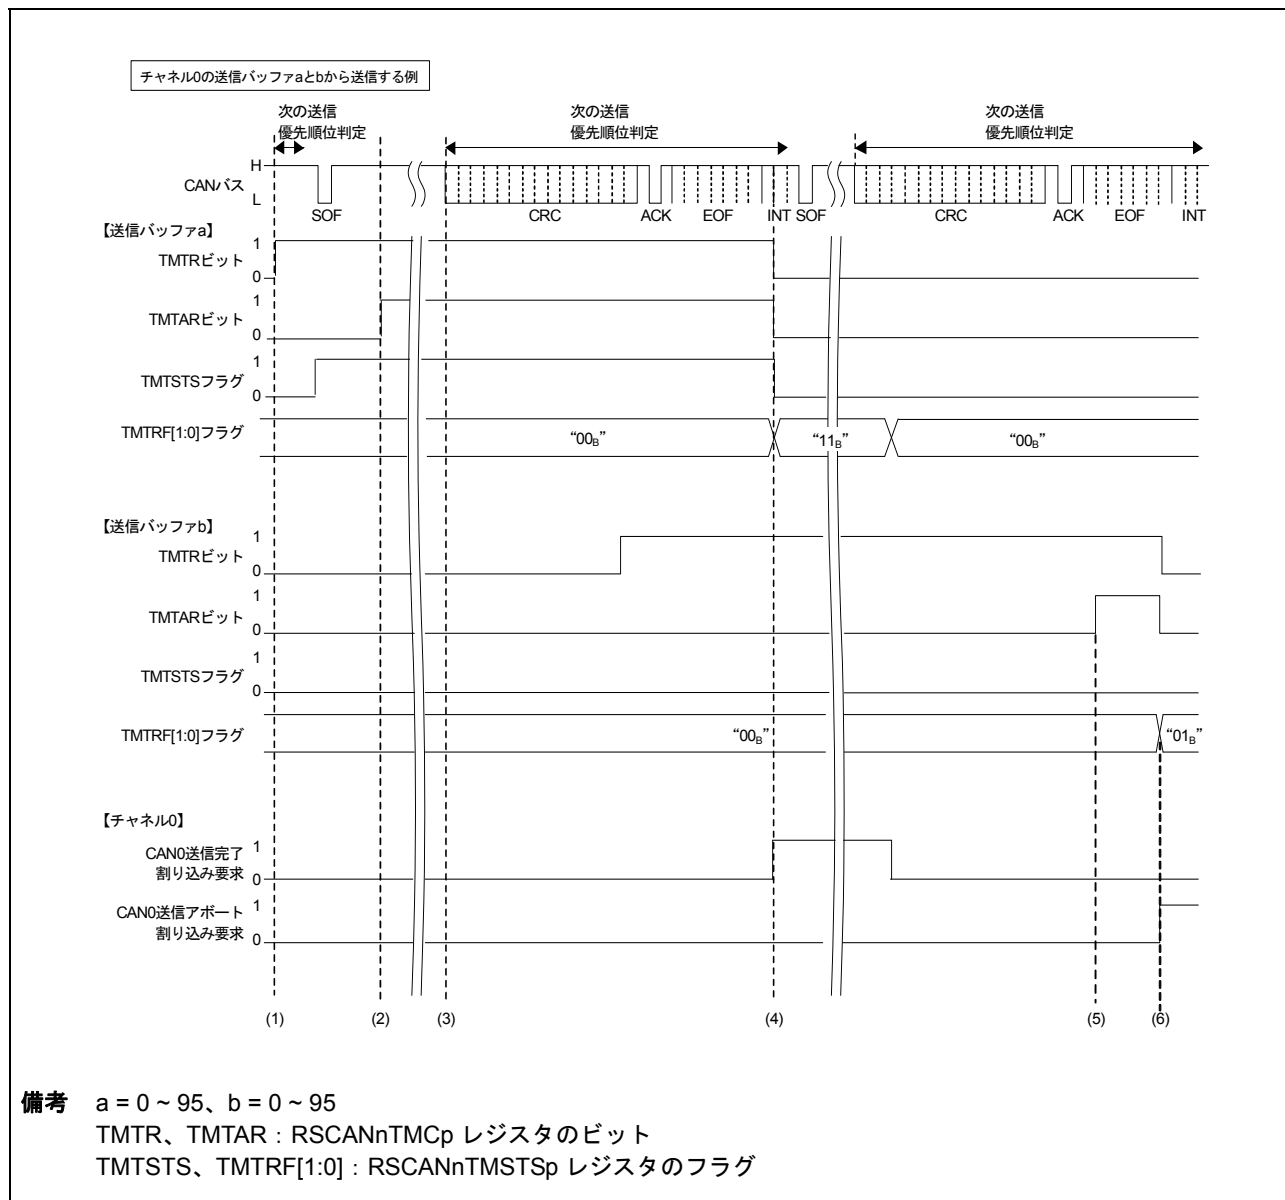 チャネル0の送信バッファaとbから送信する例
次の送信
優先順位判定
次の送信
優先順位判定
次の送信
優先順位判定
H
CANバス
L
SOF
CRC
ACK
EOF
INT
SOF
CRC
ACK
EOF
INT
【送信バッファa】
1
TMTRビット
0
1
TMTARビット
0
1
TMTSTSフラグ
0
TMTRF[1:0]フラグ
“00B”
“11B”
“00B”
【送信バッファb】
1
TMTRビット
0
1
TMTARビット
0
1
TMTSTSフラグ
0
TMTRF[1:0]フラグ
“00B”
“01B”
【チャネル0】
CAN0送信完了
割り込み要求
1
0
CAN0送信アボート
割り込み要求
1
0
(1)
(2)
(3)
(4)
(5)
(6)
備考 a = 0 ~ 95、b = 0 ~ 95
TMTR、TMTAR : RSCANnTMCp レジスタのビット
TMTSTS、TMTRF[1:0] : RSCANnTMSTSp レジスタのフラグ